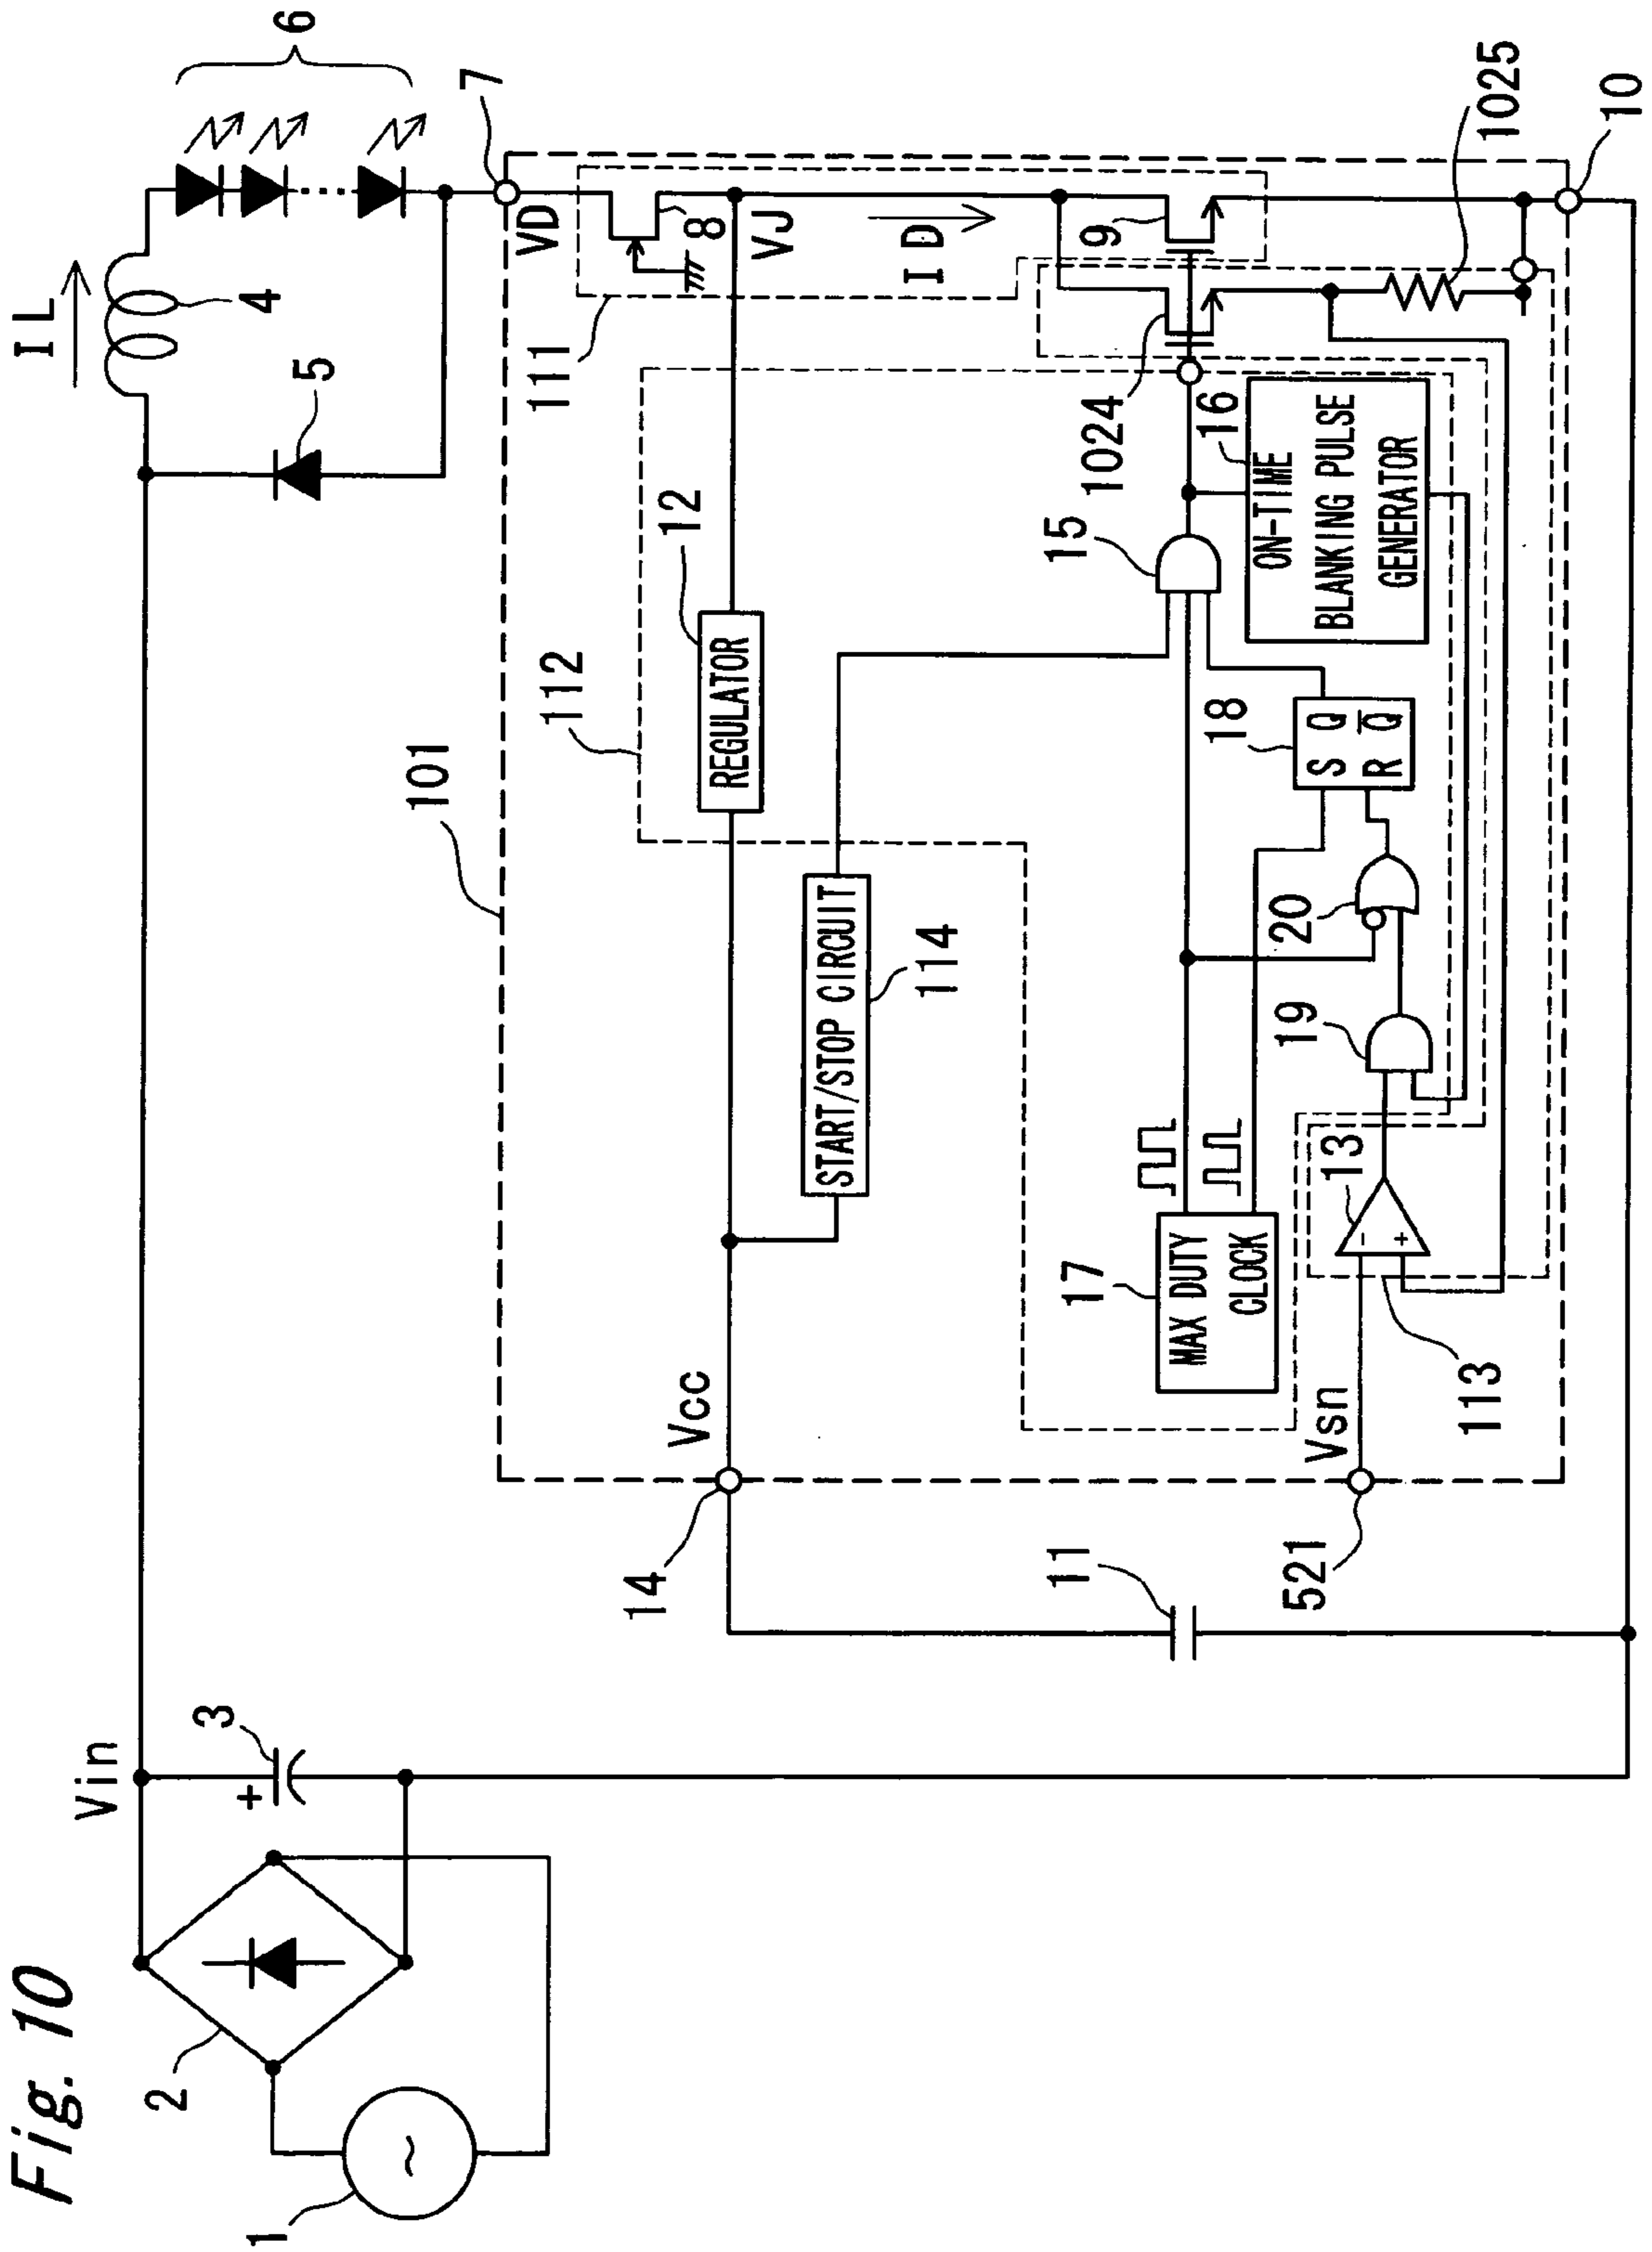 Fig. 10
1
2
Vin
3
+
~
IL
4
5
6
7
VD
8
VJ
ID
9
10
1024
1025
111
112
12
REGULATOR
101
START/STOP CIRCUIT
114
Vcc
14
11
15
16
ON-TIME
BLANKING PULSE
GENERATOR
17
MAX DUTY
CLOCK
18
S Q
R Q̅
19
20
13
-
+
113
Vsn
521